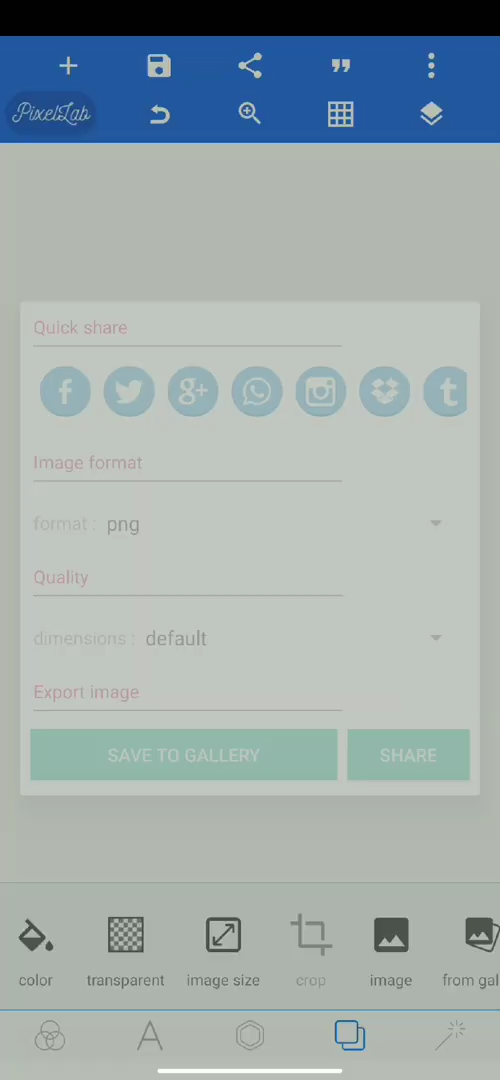 PixelLab
Quick share
Image format
format : png
Quality
dimensions : default
Export image
SAVE TO GALLERY SHARE
color transparent image size crop image from gal